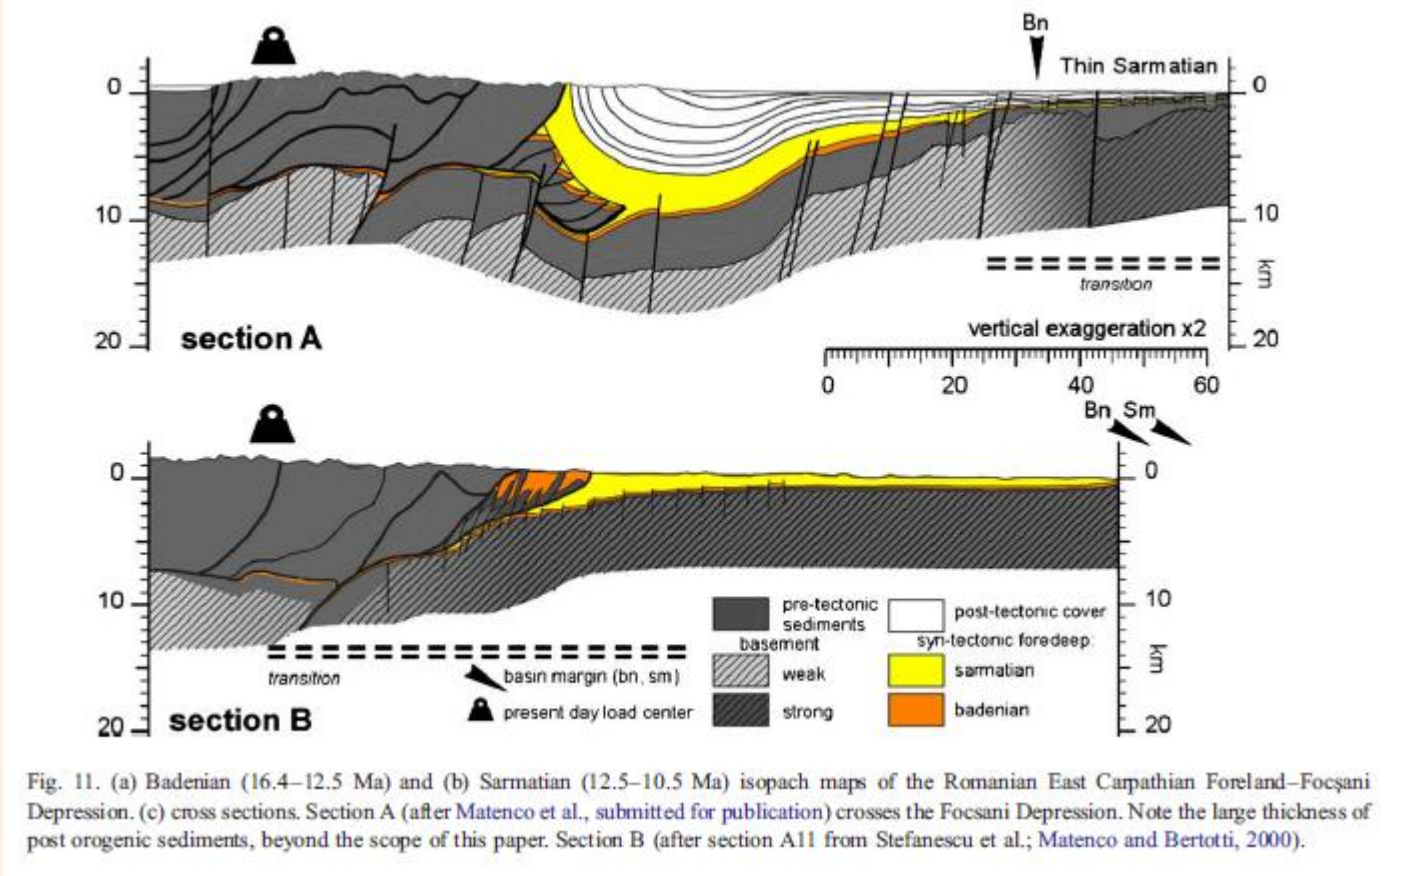 Bn
Thin Sarmatian
0
0
10
10
km
transition
20
section A
vertical exaggeration x2
20
0
20
40
60
Bn Sm
0
0
10
10
pre-tectonic
sediments
post-tectonic cover
basement
syn-tectonic foredeep:
km
transition
basin margin (bn, sm)
weak
sarmatian
section B
present day load center
strong
badenian
20
20
Fig. 11. (a) Badenian (16.4–12.5 Ma) and (b) Sarmatian (12.5–10.5 Ma) isopach maps of the Romanian East Carpathian Foreland–Focşani
Depression. (c) cross sections. Section A (after Matenco et al., submitted for publication) crosses the Focsani Depression. Note the large thickness of
post orogenic sediments, beyond the scope of this paper. Section B (after section A11 from Stefanescu et al.; Matenco and Bertotti, 2000).